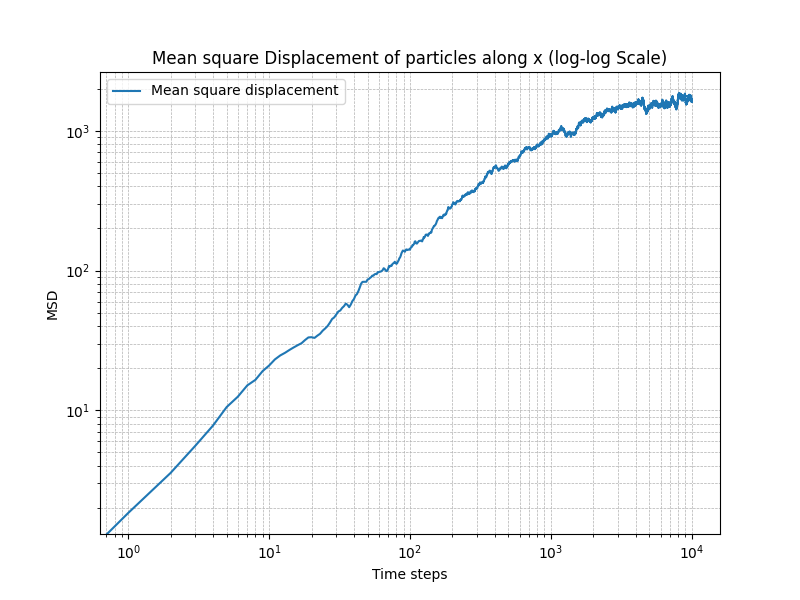 Mean square Displacement of particles along x (log-log Scale)
Mean square displacement
MSD
10³
10²
10¹
10⁰ 10¹ 10² 10³ 10⁴
Time steps